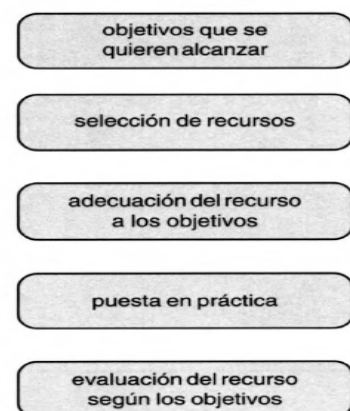 objetivos que se
quieren alcanzar
selección de recursos
adecuación del recurso
a los objetivos
puesta en práctica
evaluación del recurso
según los objetivos